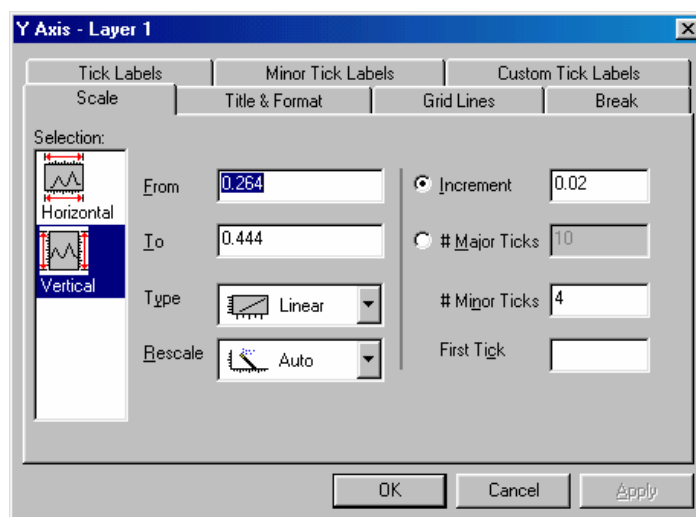 Y Axis - Layer 1
Tick Labels
Minor Tick Labels
Custom Tick Labels
Scale
Title & Format
Grid Lines
Break
Selection:
Horizontal
Vertical
From 0.264
To 0.444
Type Linear
Rescale Auto
Increment 0.02
# Major Ticks 10
# Minor Ticks 4
First Tick
OK
Cancel
Apply